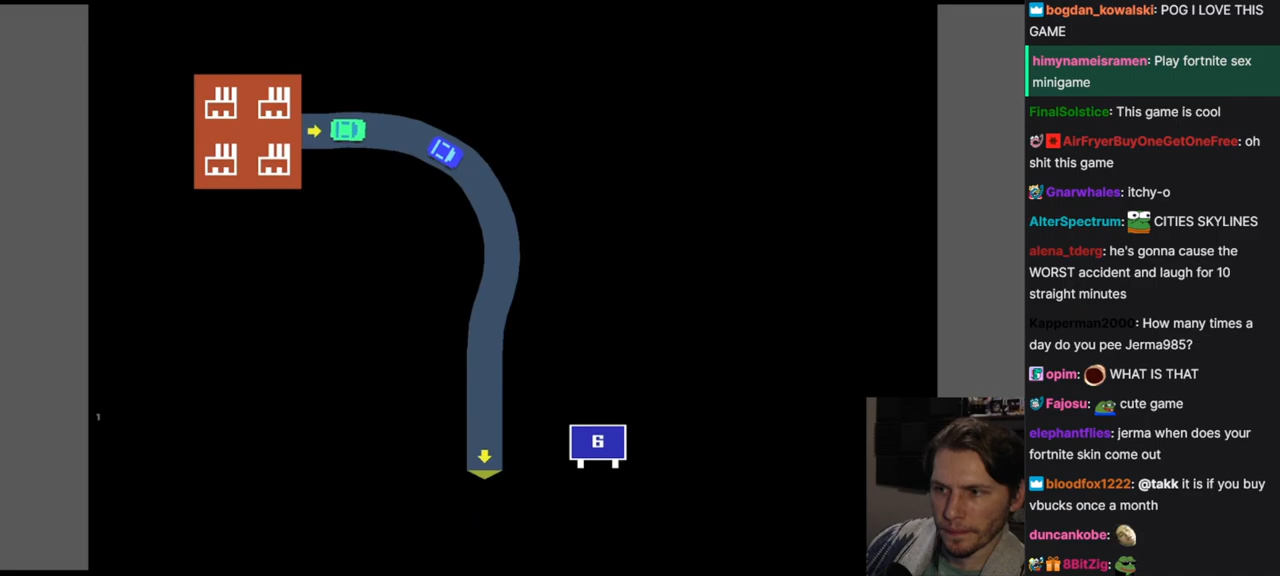 bogdan_kowalski: POG I LOVE THIS
GAME
himynameisramen: Play fortnite sex
minigame
FinalSolstice: This game is cool
AirFryerBuyOneGetOneFree: oh
shit this game
Gnarwhales: itchy-o
AlterSpectrum: CITIES SKYLINES
alena_tderg: he's gonna cause the
WORST accident and laugh for 10
straight minutes
Kapperman2000: How many times a
day do you pee Jerma985?
opim: WHAT IS THAT
Fajosu: cute game
1
6
elephantflies: jerma when does your
fortnite skin come out
bloodfox1222: @takk it is if you buy
vbucks once a month
duncankobe:
8BitZig: